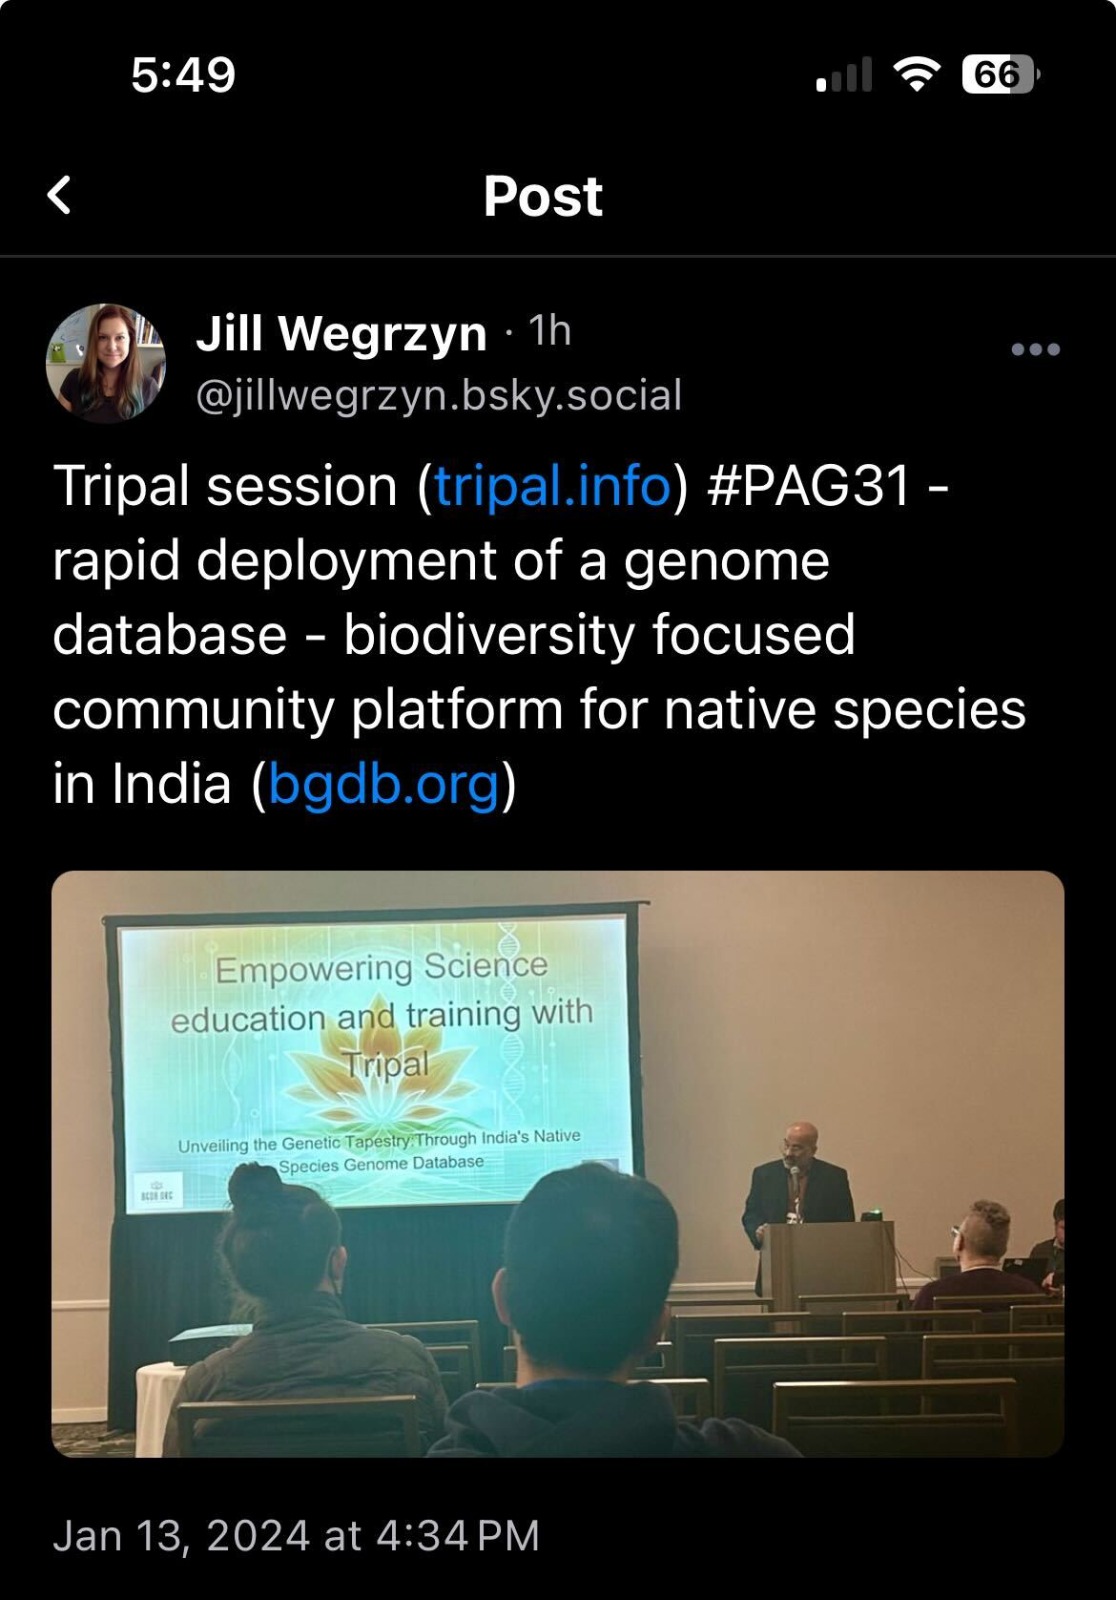 5:49
66
Post
Jill Wegrzyn · 1h
@jillwegrzyn.bsky.social
Tripal session (tripal.info) #PAG31 -
rapid deployment of a genome
database - biodiversity focused
community platform for native species
in India (bgdb.org)
Empowering Science
education and training with
Tripal
Unveiling the Genetic Tapestry:Through India's Native
Species Genome Database
BGDB.ORG
Jan 13, 2024 at 4:34 PM